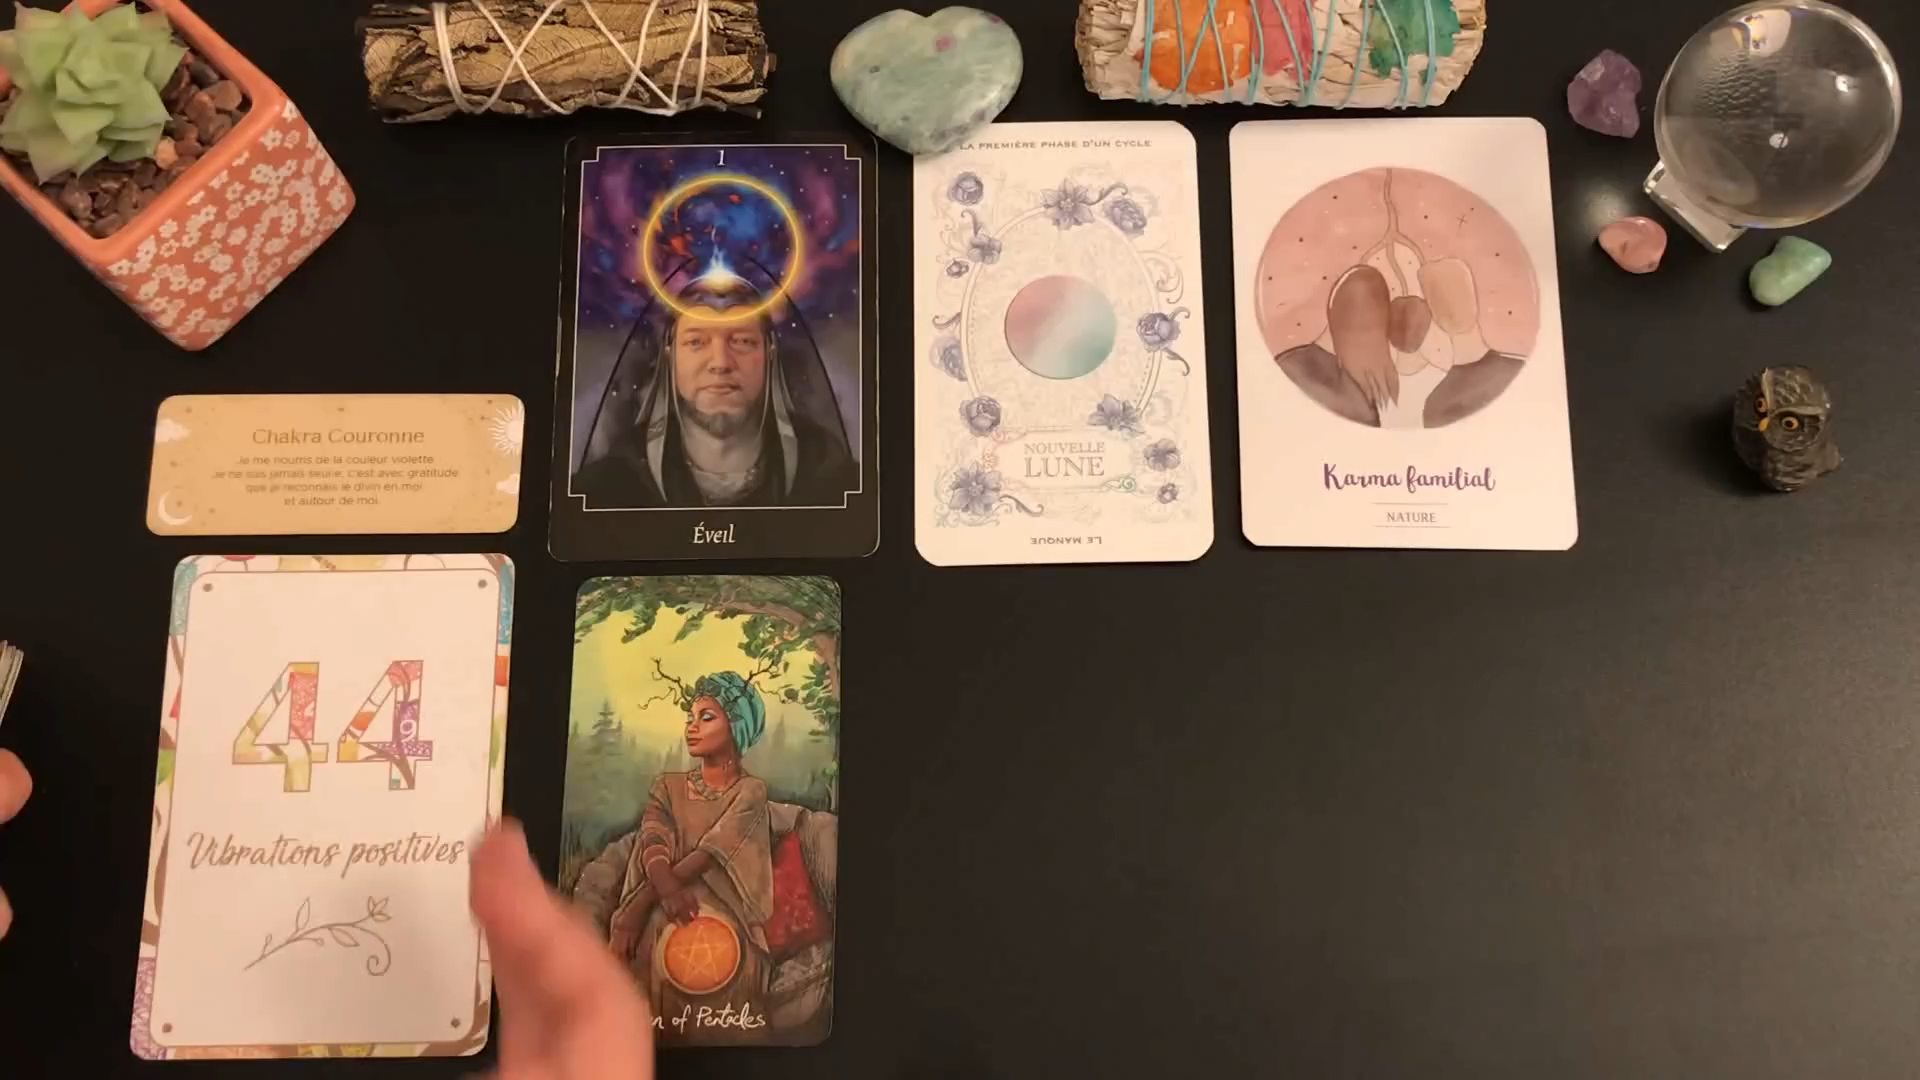 LA PREMIÈRE PHASE D'UN CYCLE
1
Chakra Couronne
Je me nourris de la couleur violette.
Je ne suis jamais seul·e, c'est avec gratitude
que je reconnais le divin en moi
et autour de moi.
Éveil
NOUVELLE
LUNE
LE MANQUE
Karma familial
NATURE
44
9
Vibrations positives
of Pentacles